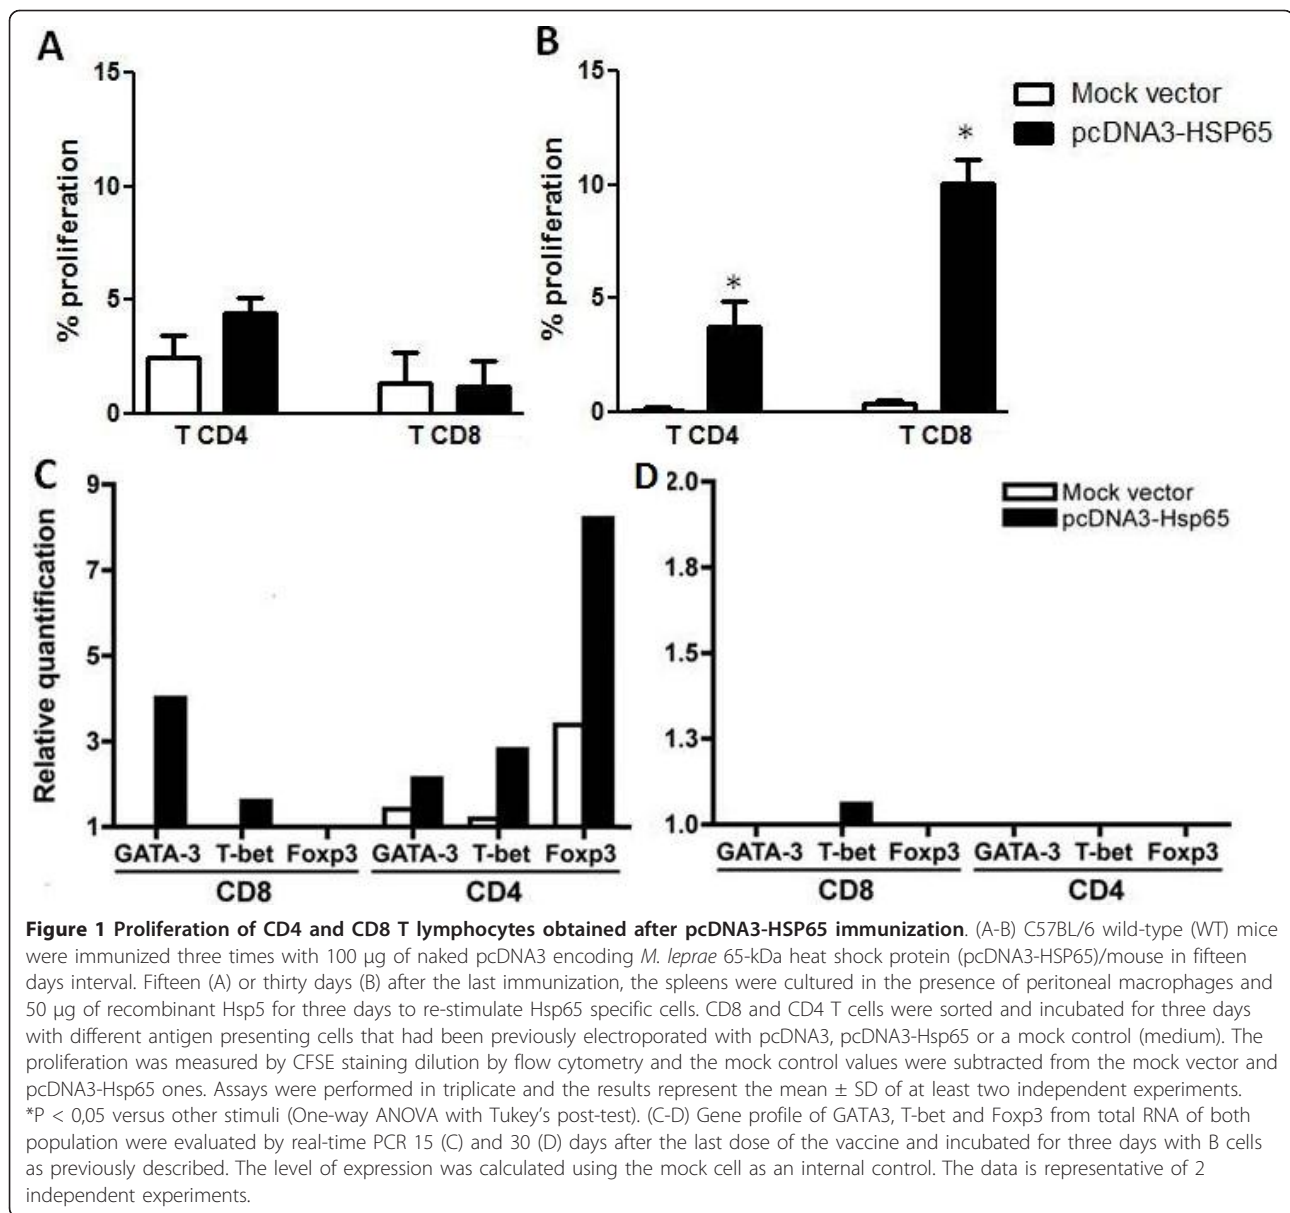 A
15
10
5
0
% proliferation
T CD4
T CD8
B
15
10
5
0
% proliferation
*
*
T CD4
T CD8
Mock vector
pcDNA3-HSP65
C
9
7
5
3
1
Relative quantification
GATA-3 T-bet Foxp3 GATA-3 T-bet Foxp3
CD8 CD4
D
2.0
1.8
1.5
1.3
1.0
Mock vector
pcDNA3-Hsp65
GATA-3 T-bet Foxp3 GATA-3 T-bet Foxp3
CD8 CD4
Figure 1 Proliferation of CD4 and CD8 T lymphocytes obtained after pcDNA3-HSP65 immunization. (A-B) C57BL/6 wild-type (WT) mice
were immunized three times with 100 μg of naked pcDNA3 encoding M. leprae 65-kDa heat shock protein (pcDNA3-HSP65)/mouse in fifteen
days interval. Fifteen (A) or thirty days (B) after the last immunization, the spleens were cultured in the presence of peritoneal macrophages and
50 μg of recombinant Hsp5 for three days to re-stimulate Hsp65 specific cells. CD8 and CD4 T cells were sorted and incubated for three days
with different antigen presenting cells that had been previously electroporated with pcDNA3, pcDNA3-Hsp65 or a mock control (medium). The
proliferation was measured by CFSE staining dilution by flow cytometry and the mock control values were subtracted from the mock vector and
pcDNA3-Hsp65 ones. Assays were performed in triplicate and the results represent the mean ± SD of at least two independent experiments.
*P < 0,05 versus other stimuli (One-way ANOVA with Tukey's post-test). (C-D) Gene profile of GATA3, T-bet and Foxp3 from total RNA of both
population were evaluated by real-time PCR 15 (C) and 30 (D) days after the last dose of the vaccine and incubated for three days with B cells
as previously described. The level of expression was calculated using the mock cell as an internal control. The data is representative of 2
independent experiments.